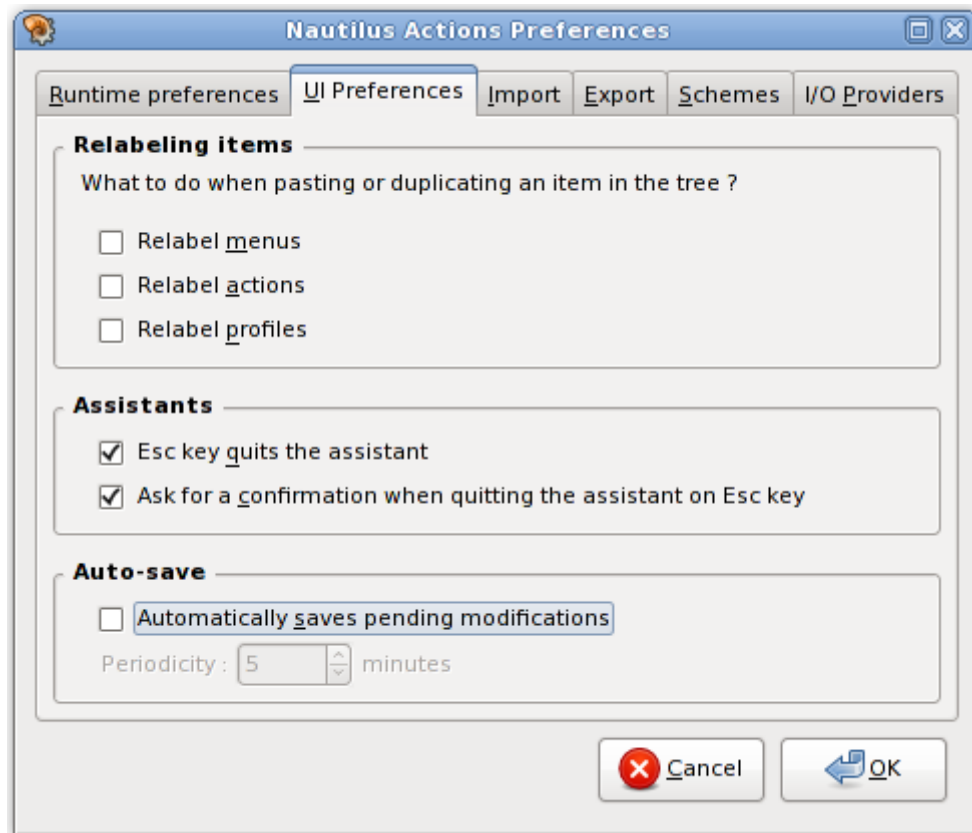 Nautilus Actions Preferences
Runtime preferences UI Preferences Import Export Schemes I/O Providers
Relabeling items
What to do when pasting or duplicating an item in the tree ?
Relabel menus
Relabel actions
Relabel profiles
Assistants
Esc key quits the assistant
Ask for a confirmation when quitting the assistant on Esc key
Auto-save
Automatically saves pending modifications
Periodicity : 5 minutes
Cancel OK